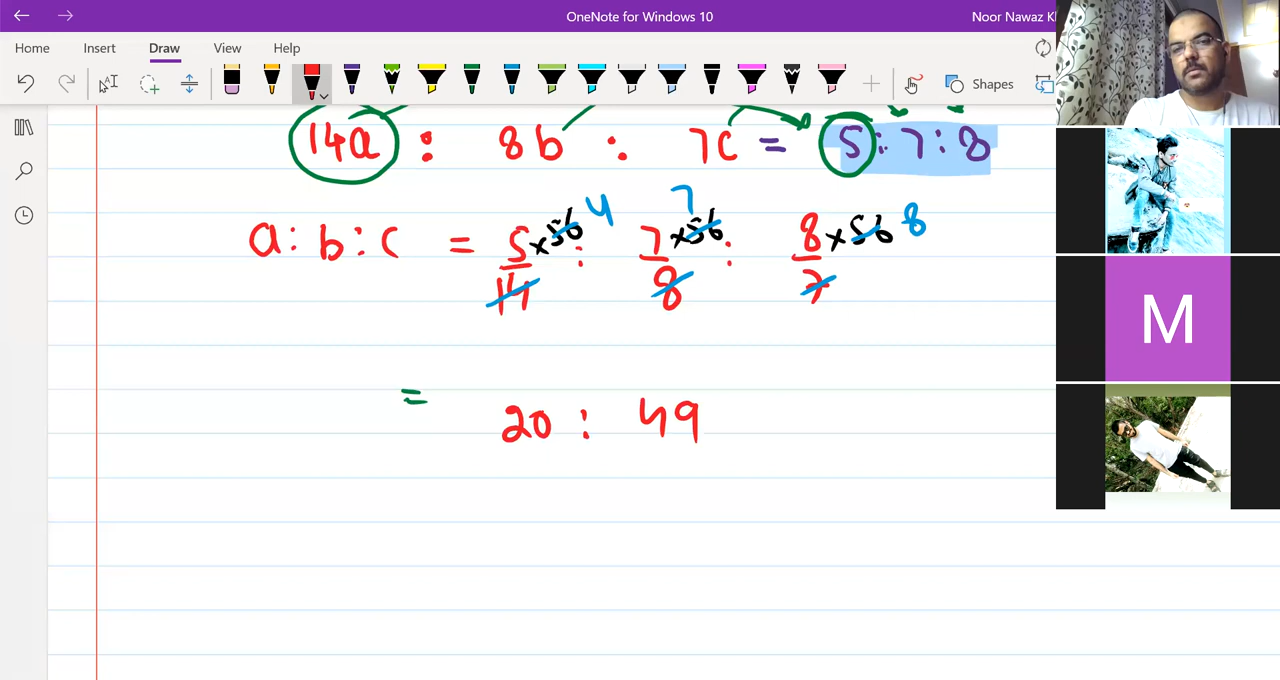 OneNote for Windows 10
Noor Nawaz K
Home Insert Draw View Help
Shapes
14a : 8b : 7c = 5 : 7 : 8
4 7 8
a : b : c = 5/14 × 56 : 7/8 × 56 : 8/7 × 56
= 20 : 49
M